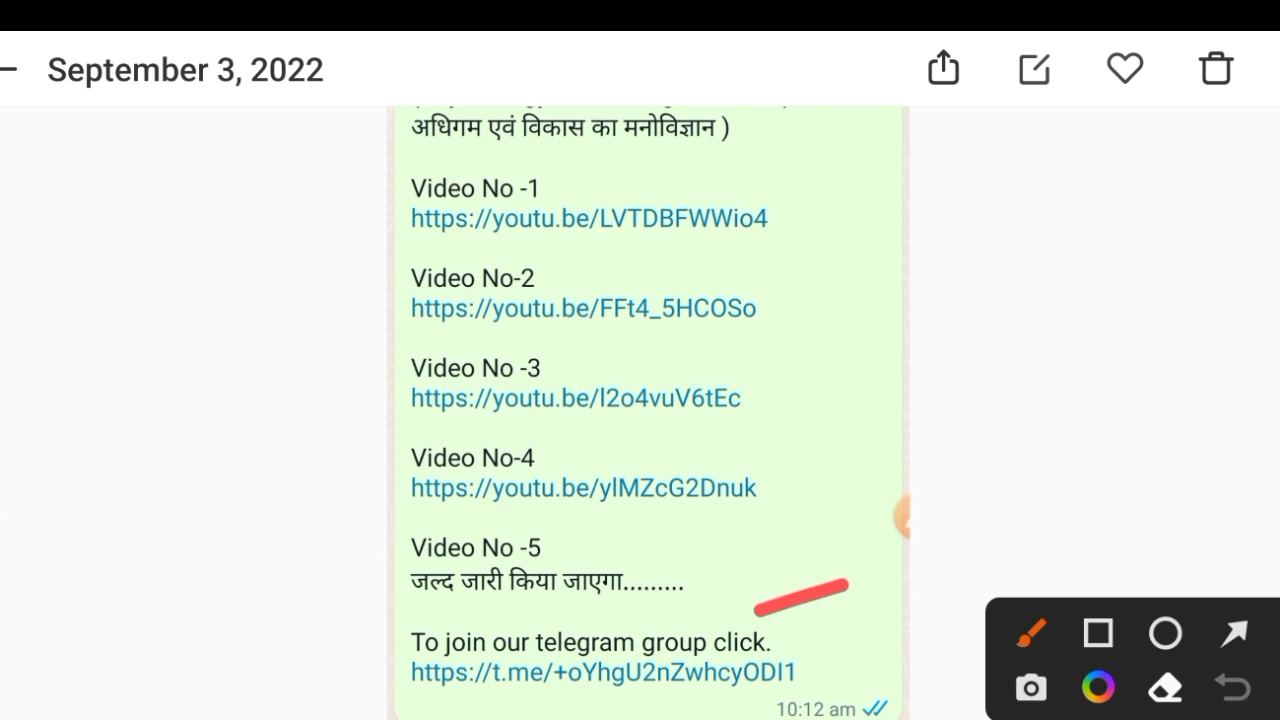 September 3, 2022
अधिगम एवं विकास का मनोविज्ञान )
Video No -1
https://youtu.be/LVTDBFWWio4
Video No-2
https://youtu.be/FFt4_5HCOSo
Video No -3
https://youtu.be/l2o4vuV6tEc
Video No-4
https://youtu.be/ylMZcG2Dnuk
Video No -5
जल्द जारी किया जाएगा.........
To join our telegram group click.
https://t.me/+oYhgU2nZwhcyODI1
10:12 am